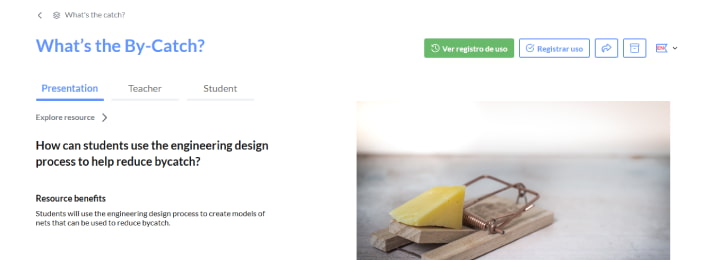 What's the catch?
What's the By-Catch?
Ver registro de uso
Registrar uso
Presentation
Teacher
Student
Explore resource
How can students use the engineering design
process to help reduce bycatch?
Resource benefits
Students will use the engineering design process to create models of
nets that can be used to reduce bycatch.